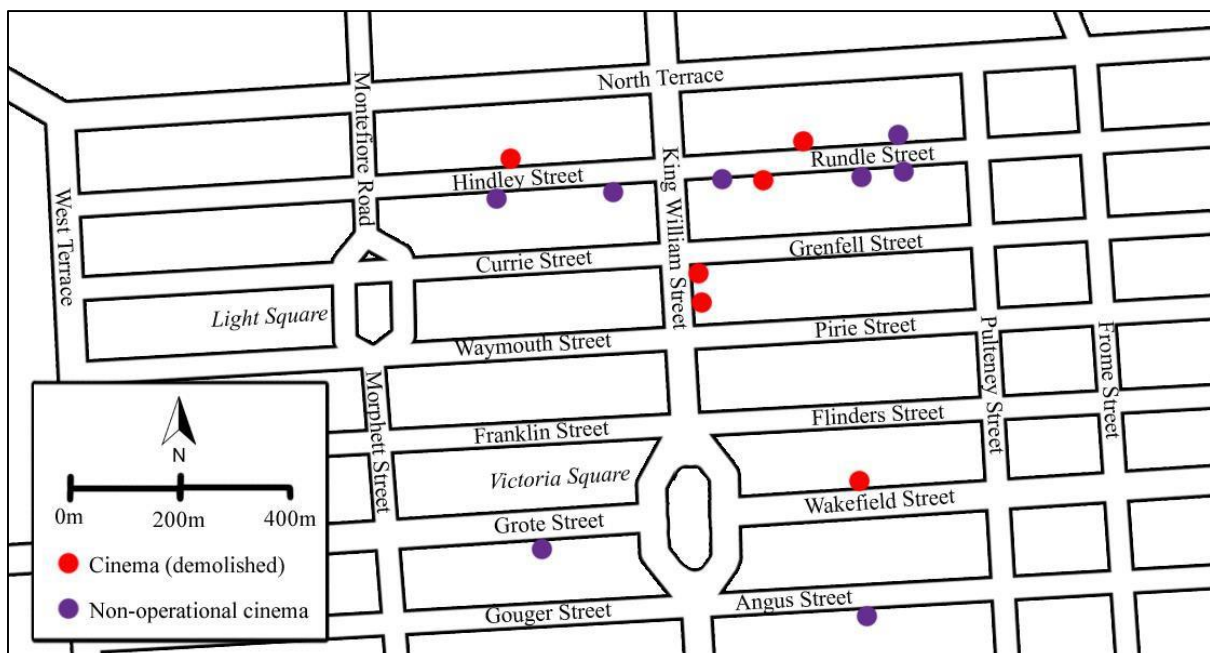 North Terrace
Montefiore Road
Rundle Street
Hindley Street
King William Street
West Terrace
Grenfell Street
Currie Street
Light Square
Pirie Street
Waymouth Street
Pulteney Street
Frome Street
Morphett Street
Flinders Street
Franklin Street
Victoria Square
Wakefield Street
Grote Street
Angus Street
Gouger Street
N
0m 200m 400m
Cinema (demolished)
Non-operational cinema